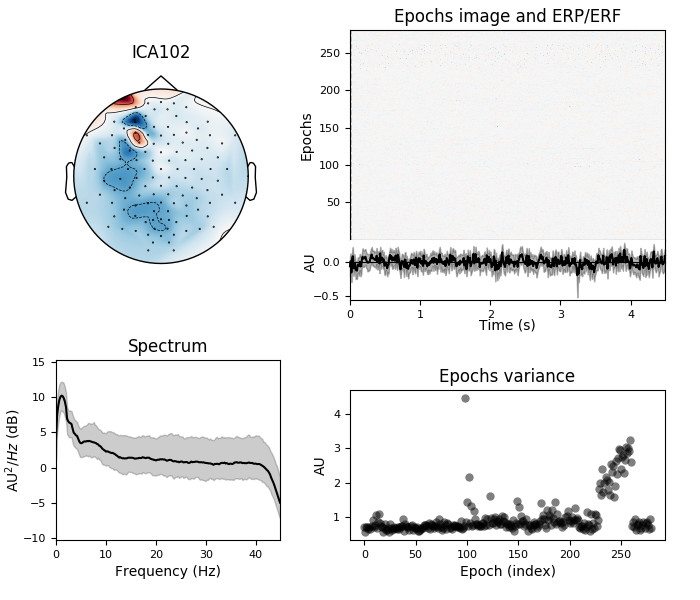 ICA102
Epochs image and ERP/ERF
Epochs
250
200
150
100
50
AU
0.0
−0.5
0 1 2 3 4
Time (s)
Spectrum
AU²/Hz (dB)
15
10
5
0
−5
−10
0 10 20 30 40
Frequency (Hz)
Epochs variance
AU
4
3
2
1
0 50 100 150 200 250
Epoch (index)